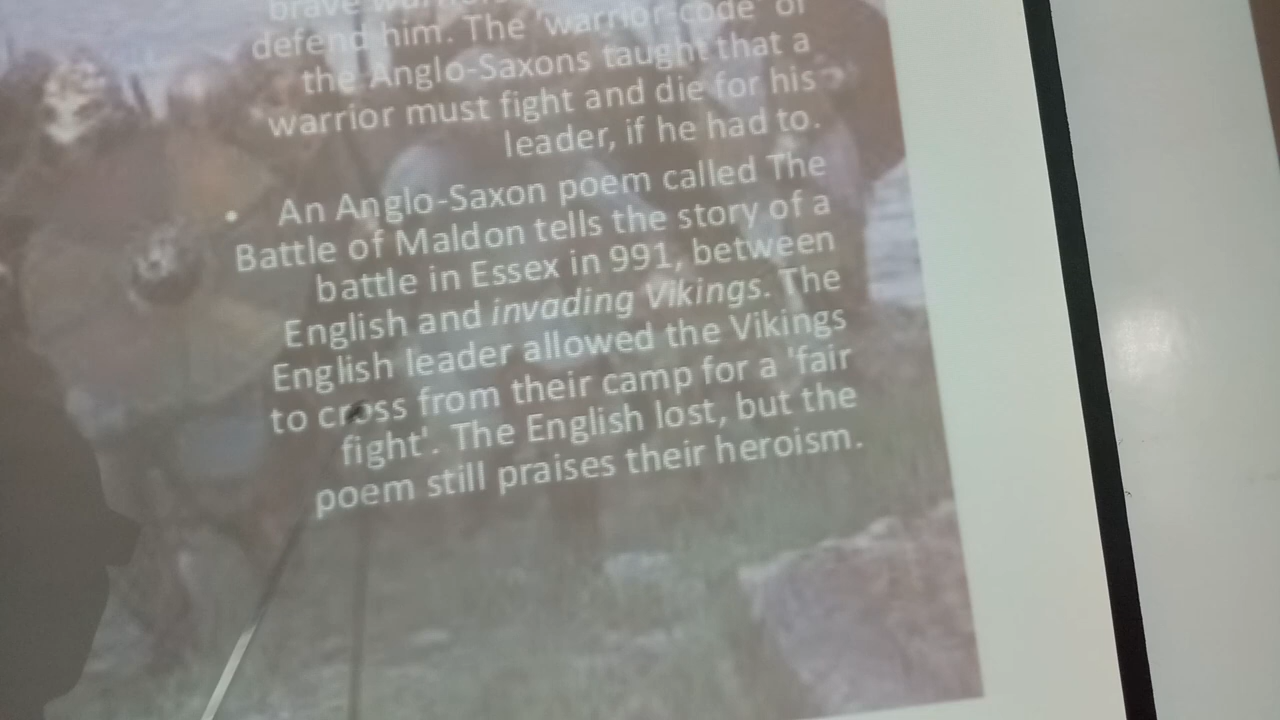 brave
defend him. The 'warrior-code' of
the Anglo-Saxons taught that a
warrior must fight and die for his
leader, if he had to.
• An Anglo-Saxon poem called The
Battle of Maldon tells the story of a
battle in Essex in 991, between
English and invading Vikings. The
English leader allowed the Vikings
to cross from their camp for a 'fair
fight'. The English lost, but the
poem still praises their heroism.